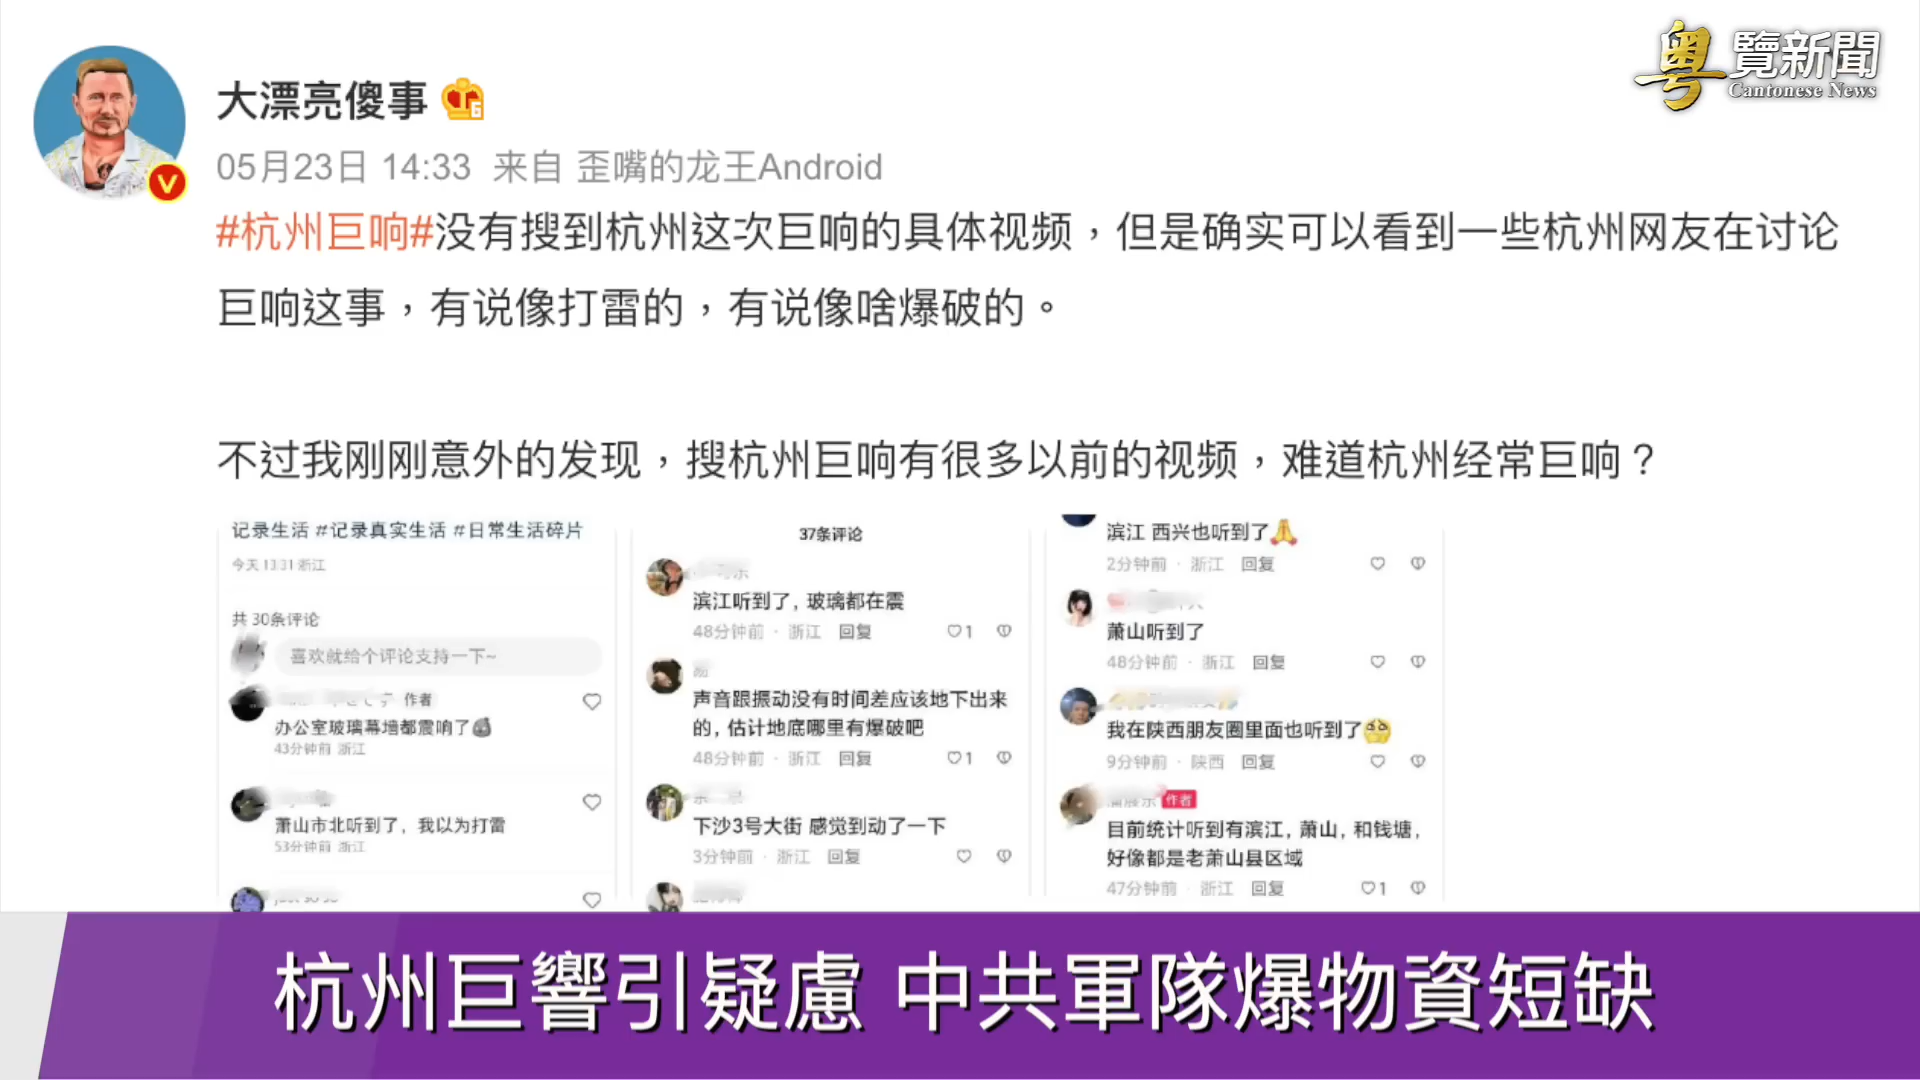 粤覽新聞
Cantonese News
大漂亮傻事
05月23日 14:33 来自 歪嘴的龙王Android
#杭州巨响#没有搜到杭州这次巨响的具体视频，但是确实可以看到一些杭州网友在讨论
巨响这事，有说像打雷的，有说像啥爆破的。
不过我刚刚意外的发现，搜杭州巨响有很多以前的视频，难道杭州经常巨响？
记录生活 #记录真实生活 #日常生活碎片
今天 13:31 浙江
共 30条评论
喜欢就给个评论支持一下~
作者
办公室玻璃幕墙都震响了
43分钟前 浙江
萧山市北听到了，我以为打雷
53分钟前 浙江
37条评论
滨江听到了，玻璃都在震
48分钟前 · 浙江 回复 1
声音跟振动没有时间差应该地下出来
的，估计地底哪里有爆破吧
48分钟前 · 浙江 回复 1
下沙3号大街 感觉到动了一下
3分钟前 · 浙江 回复
滨江 西兴也听到了🙏
2分钟前 · 浙江 回复
萧山听到了
48分钟前 · 浙江 回复
我在陕西朋友圈里面也听到了
9分钟前 · 陕西 回复
作者
目前统计听到有滨江，萧山，和钱塘，
好像都是老萧山县区域
47分钟前 · 浙江 回复 1
杭州巨響引疑慮 中共軍隊爆物資短缺